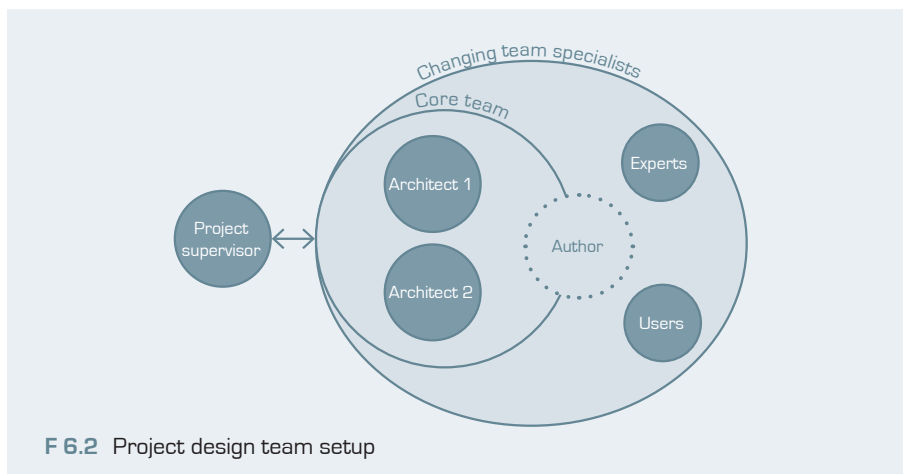 Changing team specialists
Core team
Experts
Architect 1
Project
supervisor
Author
Architect 2
Users
F 6.2 Project design team setup